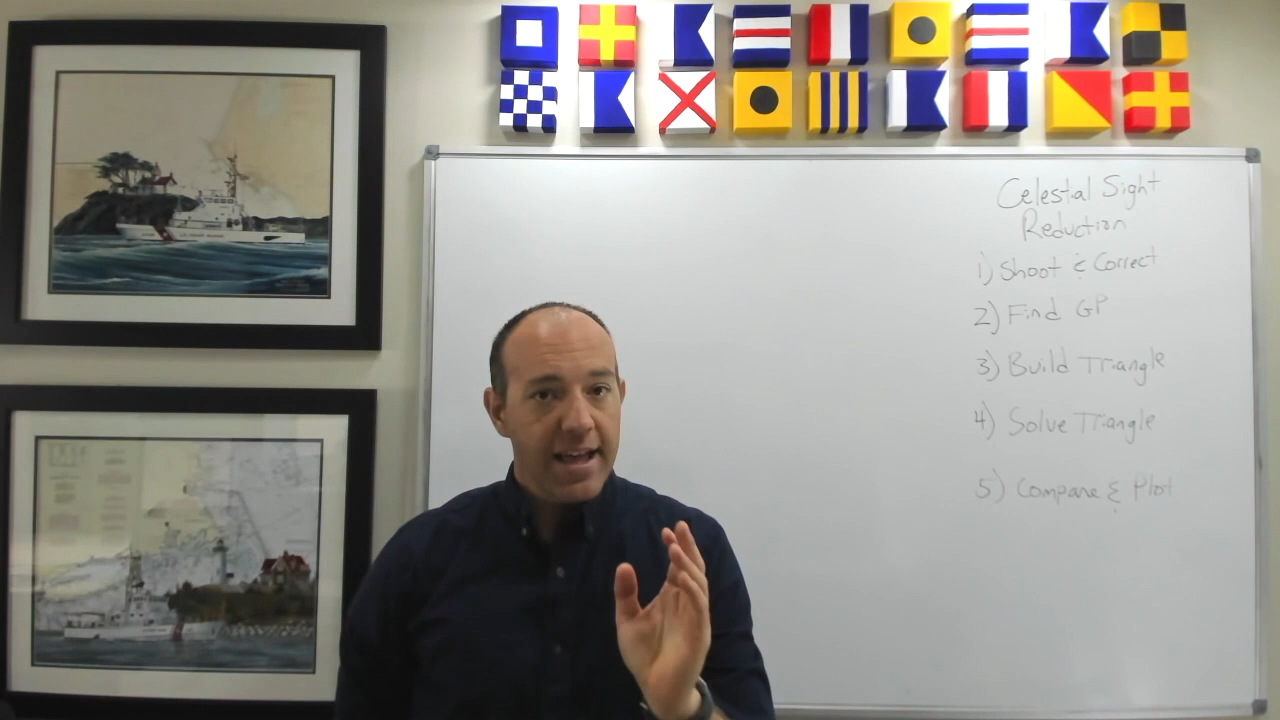 Celestial Sight
Reduction
1) Shoot & Correct
2) Find GP
3) Build Triangle
4) Solve Triangle
5) Compare & Plot